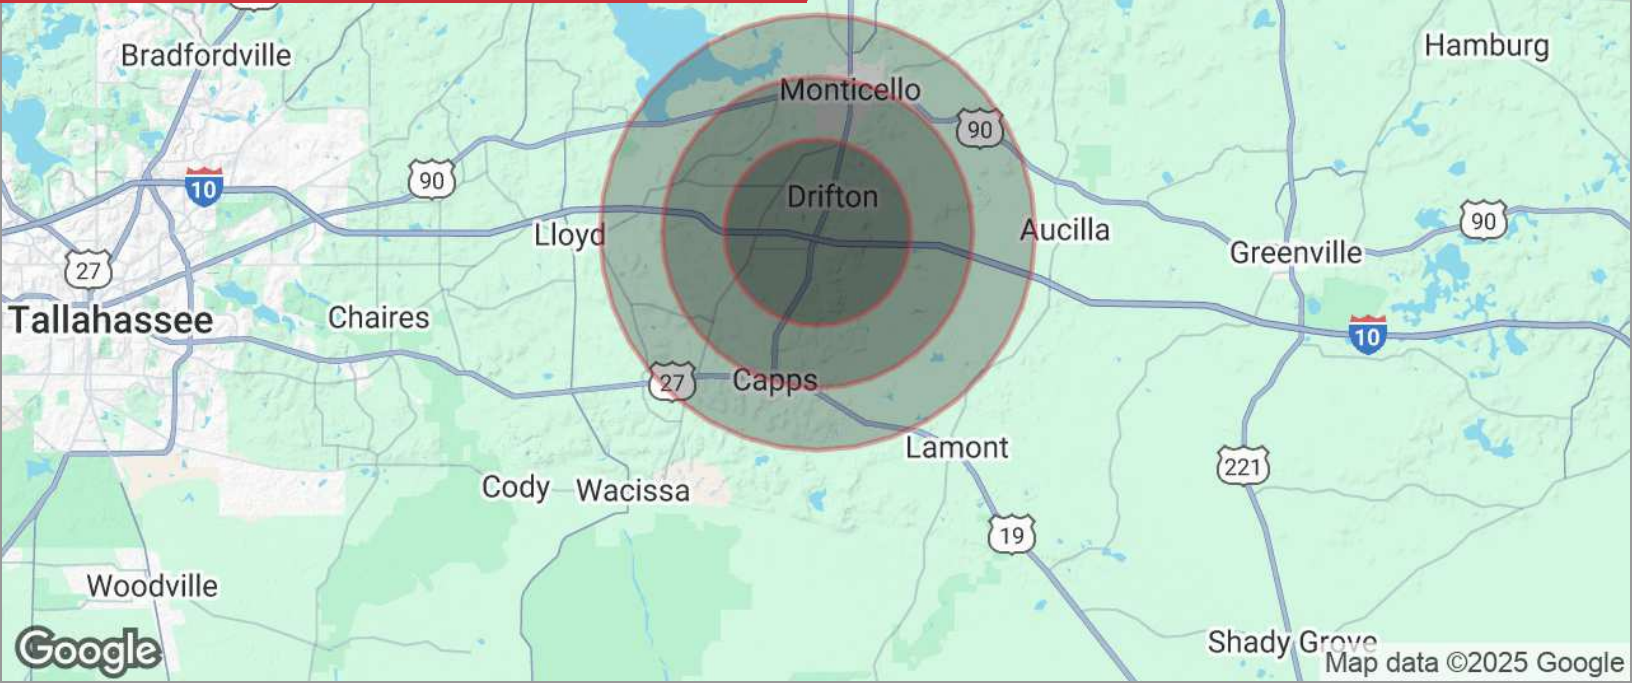 Bradfordville
Hamburg
Monticello
90
90
10
Drifton
90
Lloyd
Aucilla
Greenville
27
Tallahassee
Chaires
10
27
Capps
Lamont
221
Cody
Wacissa
19
Woodville
Shady Grove
Google
Map data ©2025 Google